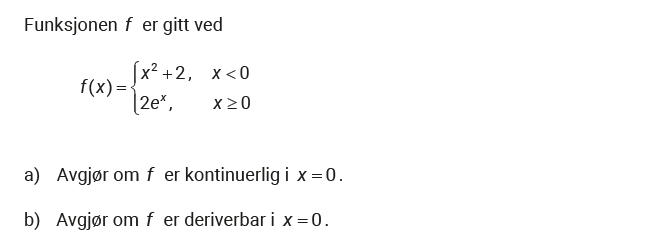 Funksjonen f er gitt ved
f(x) = { x² + 2, x < 0
2eˣ, x ≥ 0
a) Avgjør om f er kontinuerlig i x = 0.
b) Avgjør om f er deriverbar i x = 0.